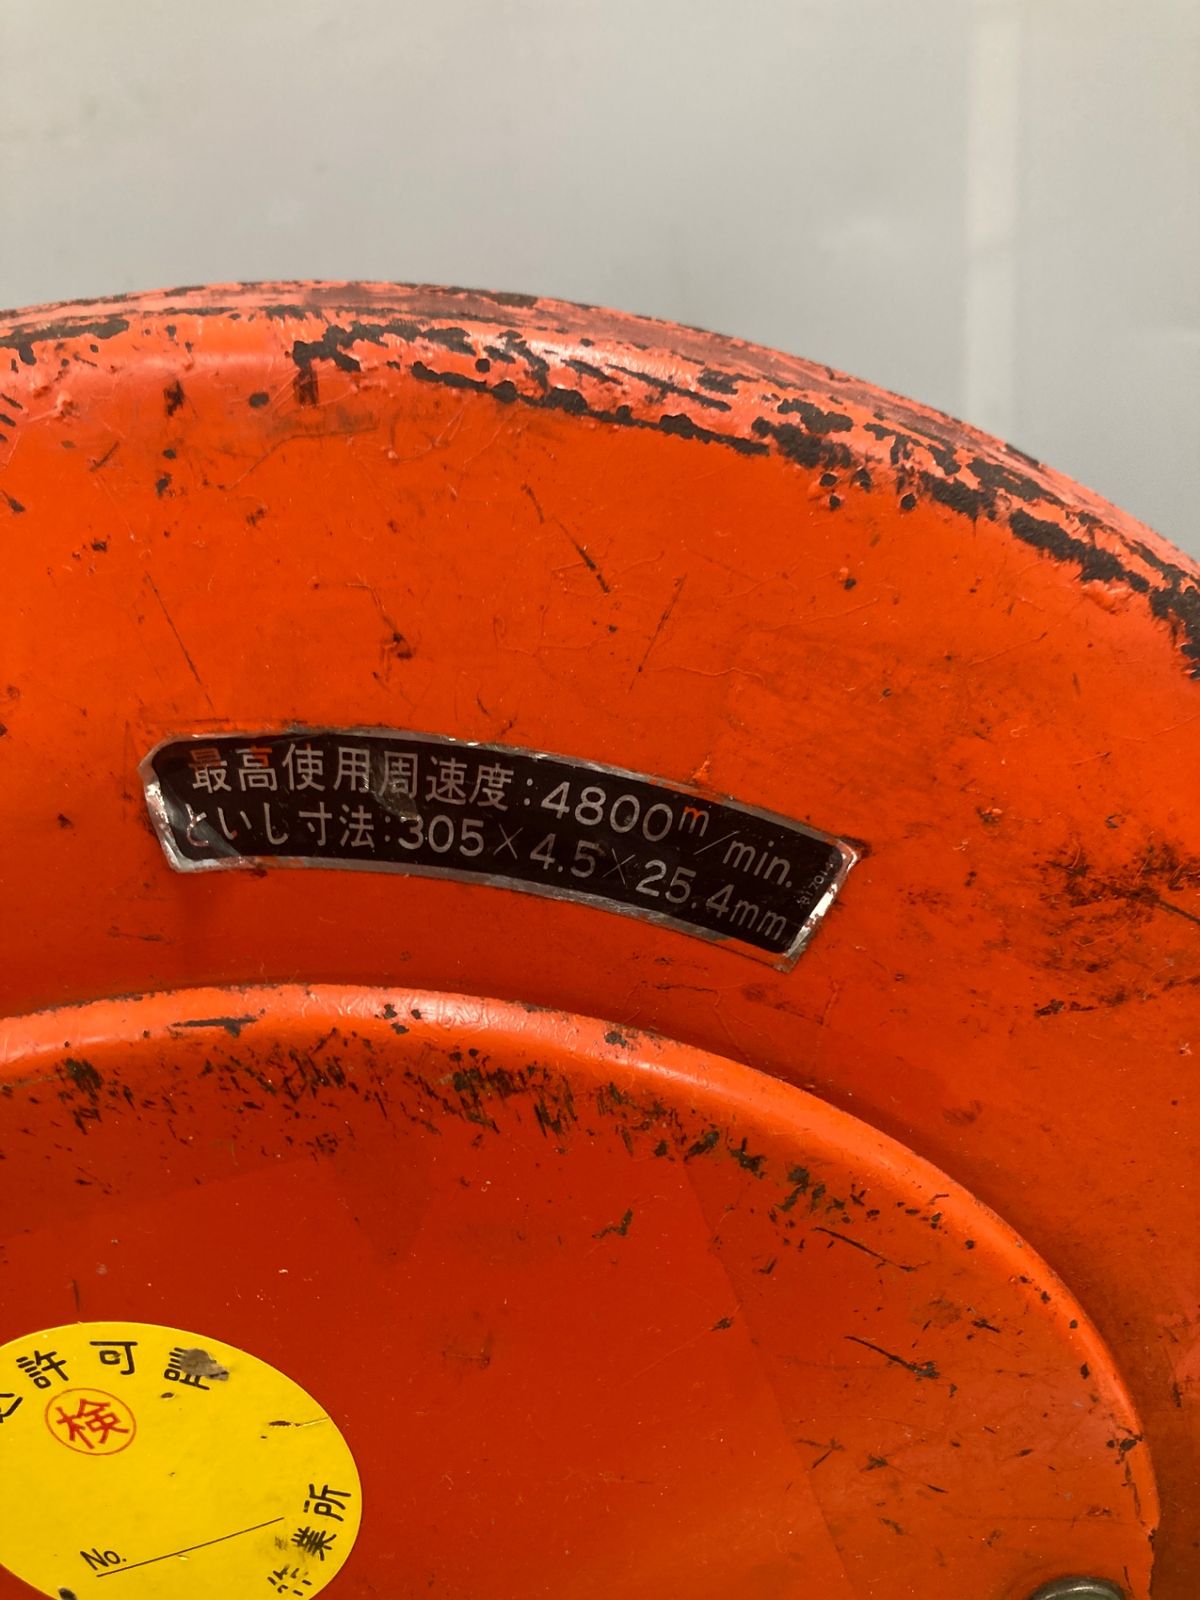 最高使用周速度:4800m/min.
といし寸法:305×4.5×25.4mm
許可
検
No.
業所